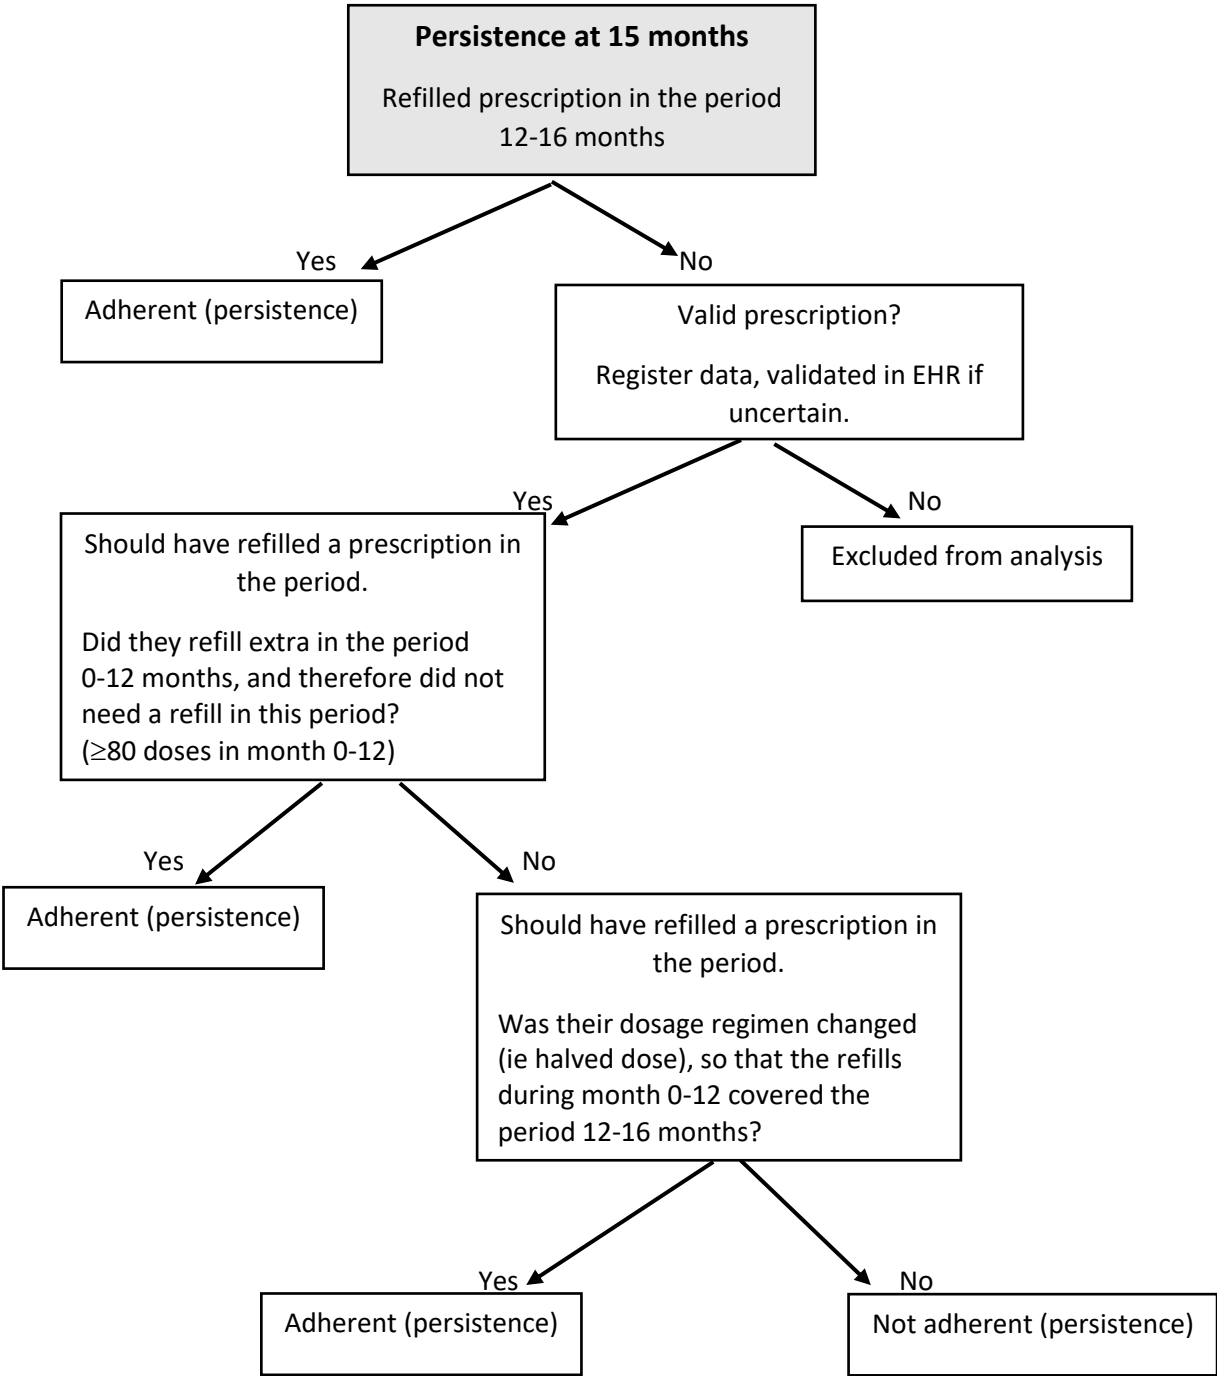 Persistence at 15 months
Refilled prescription in the period
12-16 months
Yes
No
Adherent (persistence)
Valid prescription?
Register data, validated in EHR if
uncertain.
Yes
No
Should have refilled a prescription in
the period.
Did they refill extra in the period
0-12 months, and therefore did not
need a refill in this period?
(≥80 doses in month 0-12)
Excluded from analysis
Yes
No
Adherent (persistence)
Should have refilled a prescription in
the period.
Was their dosage regimen changed
(ie halved dose), so that the refills
during month 0-12 covered the
period 12-16 months?
Yes
No
Adherent (persistence)
Not adherent (persistence)